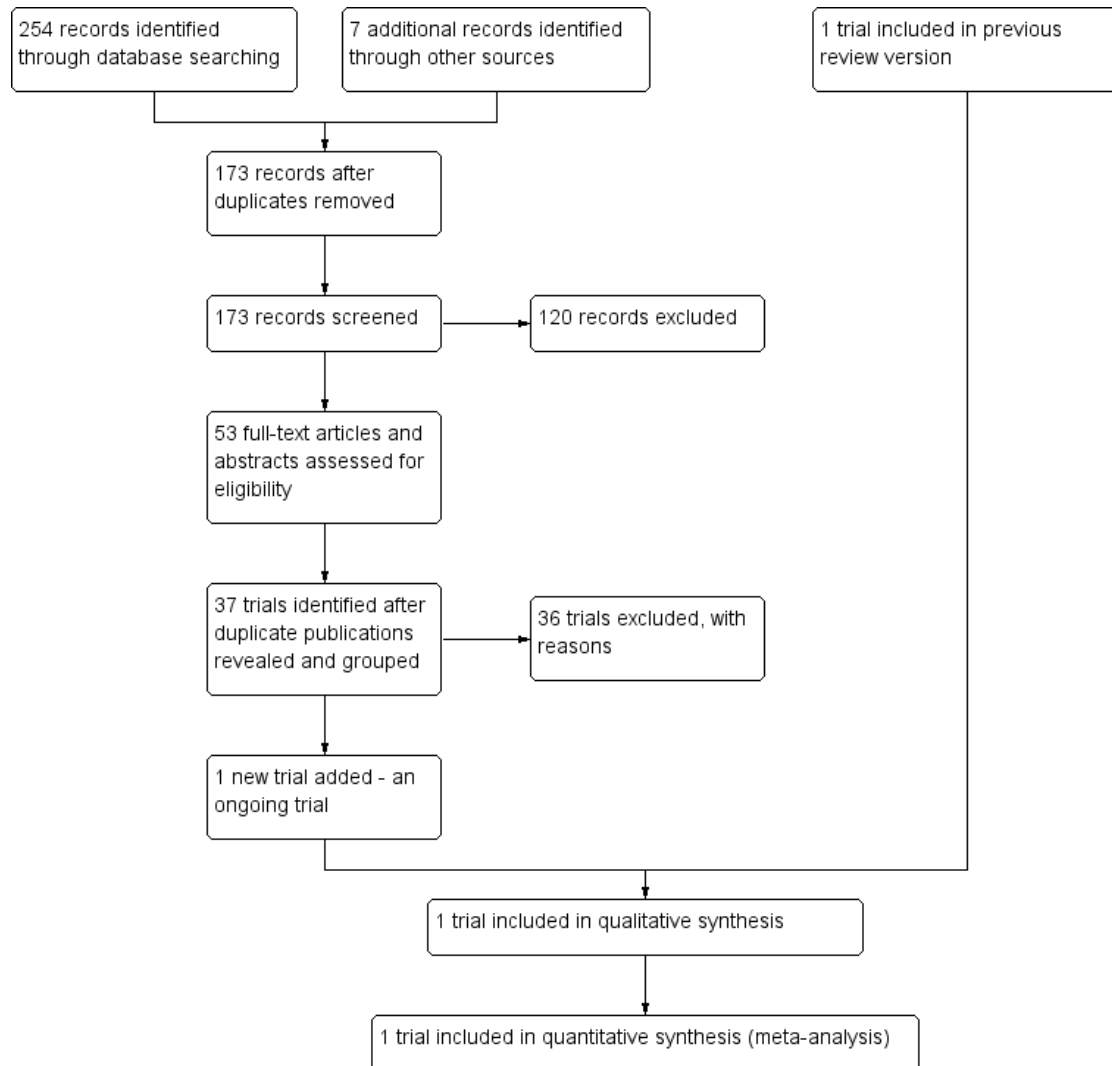 254 records identified
through database searching
7 additional records identified
through other sources
1 trial included in previous
review version
173 records after
duplicates removed
173 records screened
120 records excluded
53 full-text articles and
abstracts assessed for
eligibility
37 trials identified after
duplicate publications
revealed and grouped
36 trials excluded, with
reasons
1 new trial added - an
ongoing trial
1 trial included in qualitative synthesis
1 trial included in quantitative synthesis (meta-analysis)